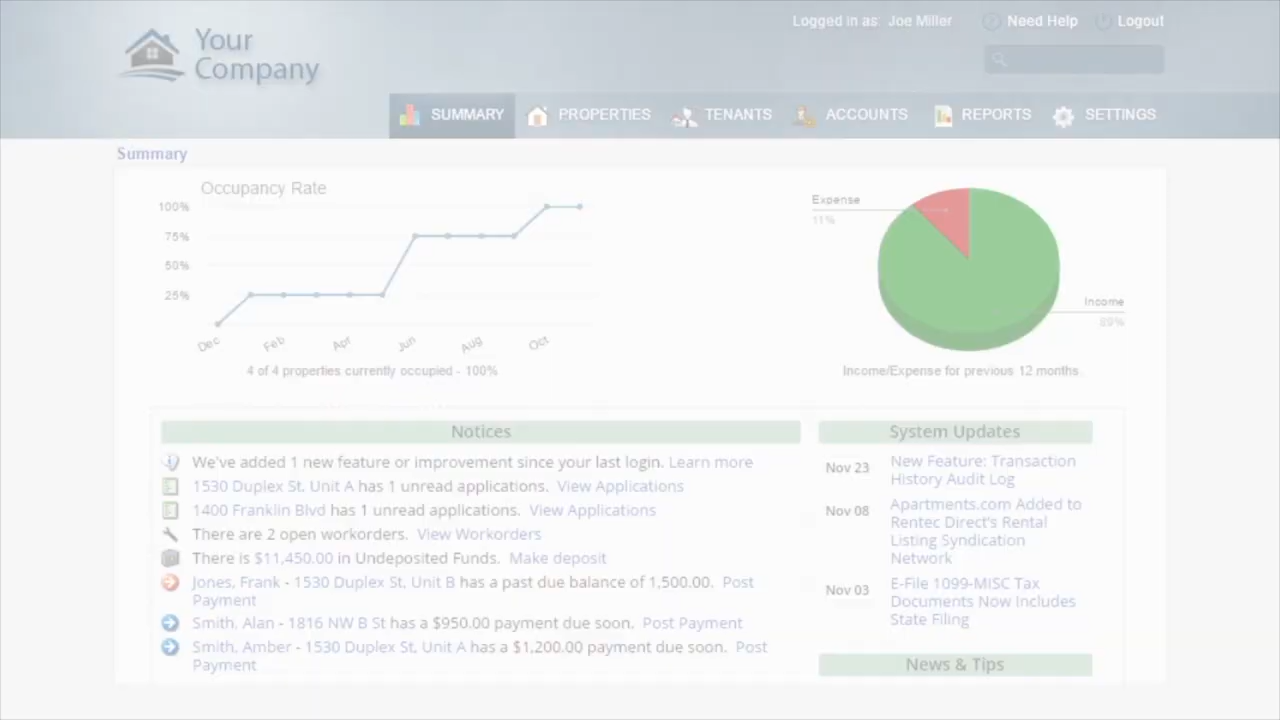 Your
Company
Logged in as: Joe Miller
Need Help
Logout
SUMMARY
PROPERTIES
TENANTS
ACCOUNTS
REPORTS
SETTINGS
Summary
Occupancy Rate
100%
75%
50%
25%
Dec
Feb
Apr
Jun
Aug
Oct
4 of 4 properties currently occupied - 100%
Expense
11%
Income
89%
Income/Expense for previous 12 months.
Notices
We've added 1 new feature or improvement since your last login. Learn more
1530 Duplex St, Unit A has 1 unread applications. View Applications
1400 Franklin Blvd has 1 unread applications. View Applications
There are 2 open workorders. View Workorders
There is $11,450.00 in Undeposited Funds. Make deposit
Jones, Frank - 1530 Duplex St, Unit B has a past due balance of 1,500.00. Post
Payment
Smith, Alan - 1816 NW B St has a $950.00 payment due soon. Post Payment
Smith, Amber - 1530 Duplex St, Unit A has a $1,200.00 payment due soon. Post
Payment
System Updates
Nov 23
New Feature: Transaction
History Audit Log
Nov 08
Apartments.com Added to
Rentec Direct's Rental
Listing Syndication
Network
Nov 03
E-File 1099-MISC Tax
Documents Now Includes
State Filing
News & Tips